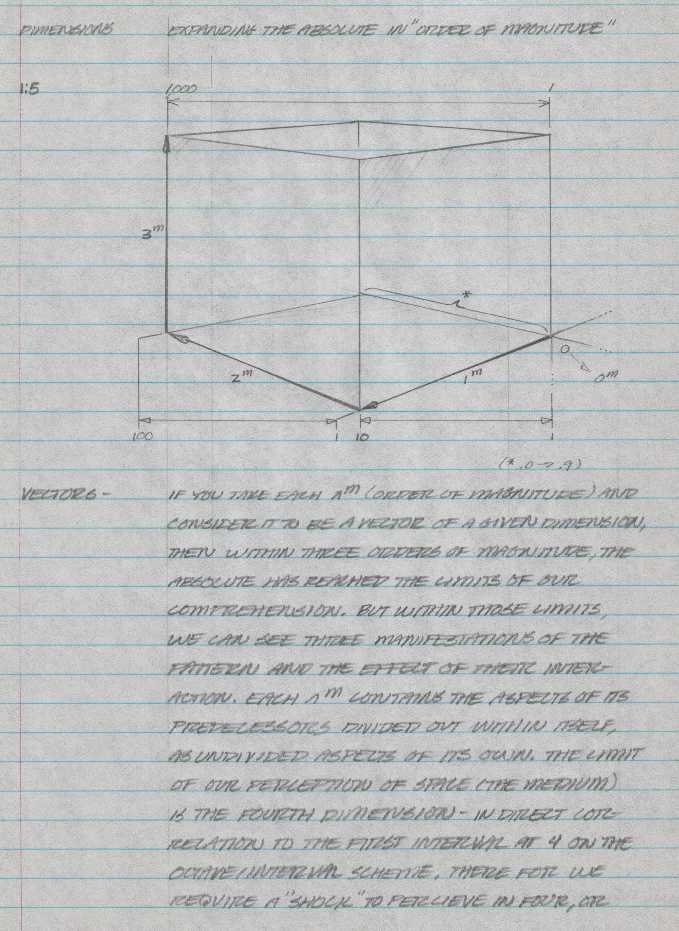 DIMENSIONS EXPANDING THE ABSOLUTE IN "ORDER OF MAGNITUDE"
1:5
1000 1
3^m
*
0
2^m 1^m 0^m
100 1 10 1
(* .0 → .9)
VECTORS - IF YOU TAKE EACH ∧^m (ORDER OF MAGNITUDE) AND
CONSIDER IT TO BE A VECTOR OF A GIVEN DIMENSION,
THEN WITHIN THREE ORDERS OF MAGNITUDE, THE
ABSOLUTE HAS REACHED THE LIMITS OF OUR
COMPREHENSION. BUT WITHIN THOSE LIMITS,
WE CAN SEE THREE MANIFESTATIONS OF THE
PATTERN AND THE EFFECT OF THEIR INTER-
ACTION. EACH ∧^m CONTAINS THE ASPECTS OF ITS
PREDECESSORS DIVIDED OUT WITHIN ITSELF,
AS UNDIVIDED ASPECTS OF ITS OWN. THE LIMIT
OF OUR PERCEPTION OF SPACE (THE MEDIUM)
IS THE FOURTH DIMENSION - IN DIRECT COR-
RELATION TO THE FIRST INTERVAL AT 4 ON THE
OCTAVE/INTERVAL SCHEME. THERE FOR WE
REQUIRE A "SHOCK" TO PERCIEVE IN FOUR, OR